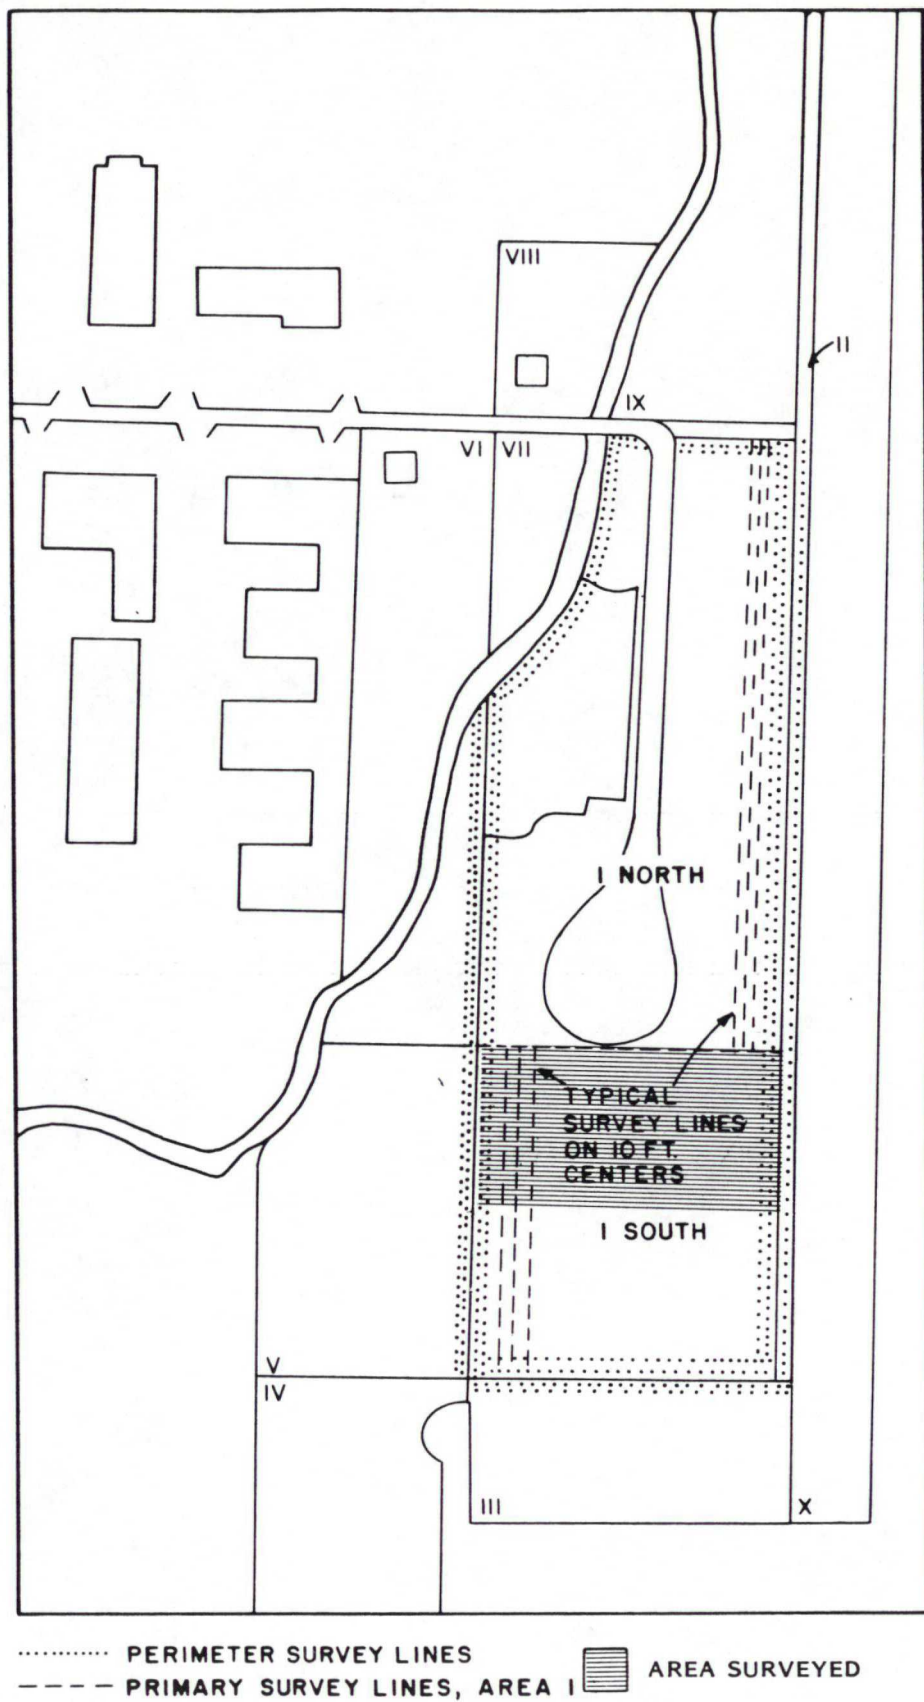 VIII
II
IX
VI
VII
I NORTH
TYPICAL
SURVEY LINES
ON 10 FT.
CENTERS
I SOUTH
V
IV
III
X
PERIMETER SURVEY LINES
PRIMARY SURVEY LINES, AREA I
AREA SURVEYED